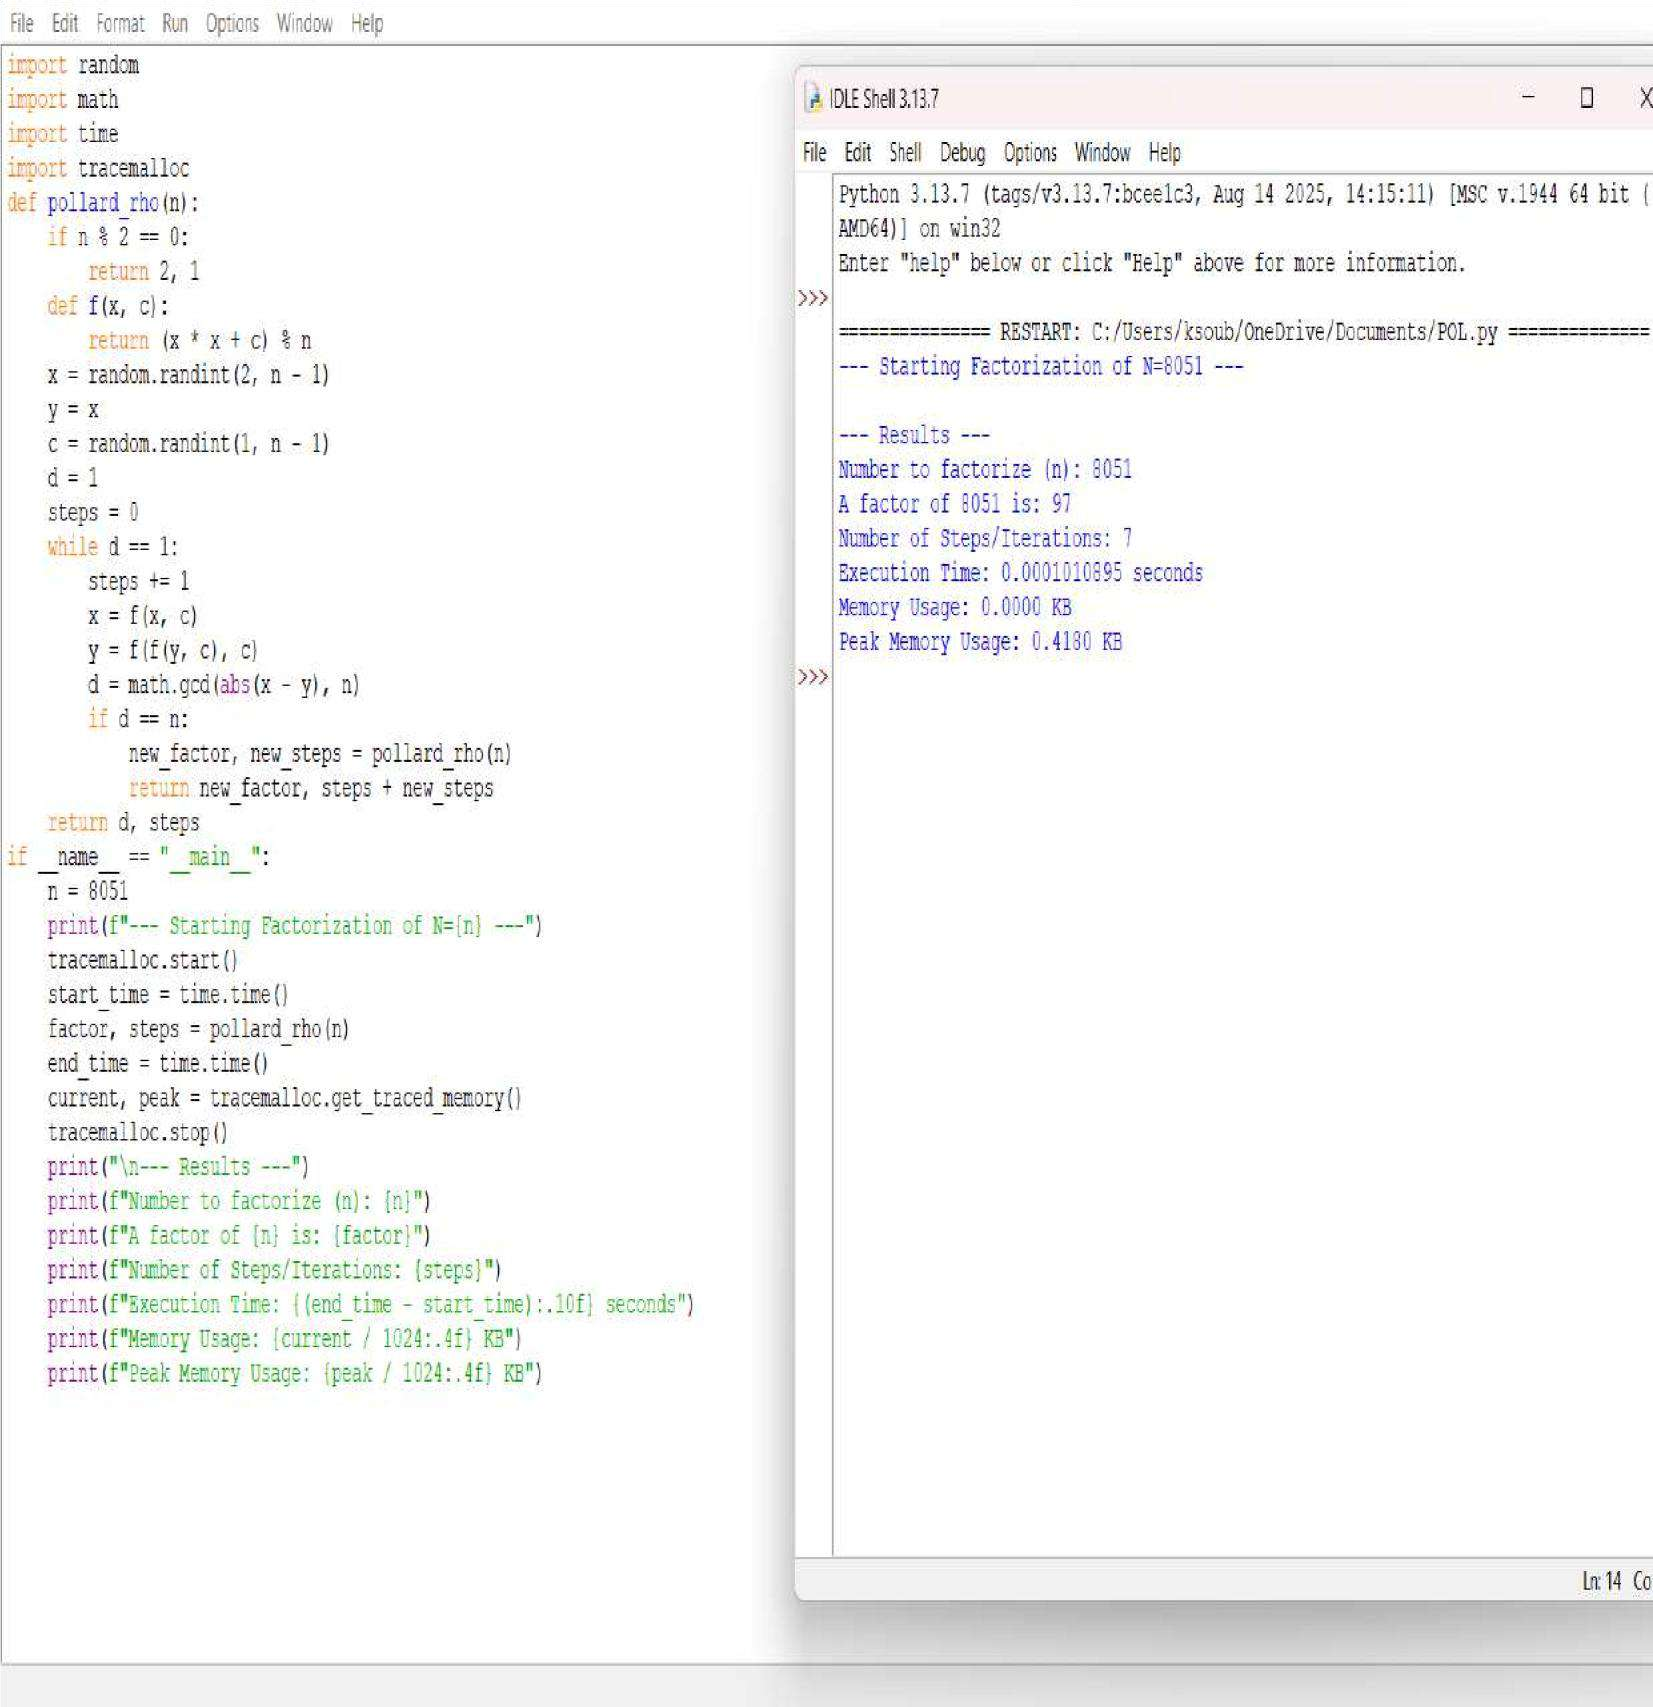 File Edit Format Run Options Window Help
import random
import math
import time
import tracemalloc
def pollard_rho(n):
    if n % 2 == 0:
        return 2, 1
    def f(x, c):
        return (x * x + c) % n
    x = random.randint(2, n - 1)
    y = x
    c = random.randint(1, n - 1)
    d = 1
    steps = 0
    while d == 1:
        steps += 1
        x = f(x, c)
        y = f(f(y, c), c)
        d = math.gcd(abs(x - y), n)
        if d == n:
            new_factor, new_steps = pollard_rho(n)
            return new_factor, steps + new_steps
    return d, steps
if __name__ == "__main__":
    n = 8051
    print(f"--- Starting Factorization of N={n} ---")
    tracemalloc.start()
    start_time = time.time()
    factor, steps = pollard_rho(n)
    end_time = time.time()
    current, peak = tracemalloc.get_traced_memory()
    tracemalloc.stop()
    print("\n--- Results ---")
    print(f"Number to factorize (n): {n}")
    print(f"A factor of {n} is: {factor}")
    print(f"Number of Steps/Iterations: {steps}")
    print(f"Execution Time: {(end_time - start_time):.10f} seconds")
    print(f"Memory Usage: {current / 1024:.4f} KB")
    print(f"Peak Memory Usage: {peak / 1024:.4f} KB")
IDLE Shell 3.13.7
File Edit Shell Debug Options Window Help
Python 3.13.7 (tags/v3.13.7:bcee1c3, Aug 14 2025, 14:15:11) [MSC v.1944 64 bit (
AMD64)] on win32
Enter "help" below or click "Help" above for more information.
>>>
=============== RESTART: C:/Users/ksoub/OneDrive/Documents/POL.py ==============
--- Starting Factorization of N=8051 ---
--- Results ---
Number to factorize (n): 8051
A factor of 8051 is: 97
Number of Steps/Iterations: 7
Execution Time: 0.0001010895 seconds
Memory Usage: 0.0000 KB
Peak Memory Usage: 0.4180 KB
>>>
Ln: 14 Co